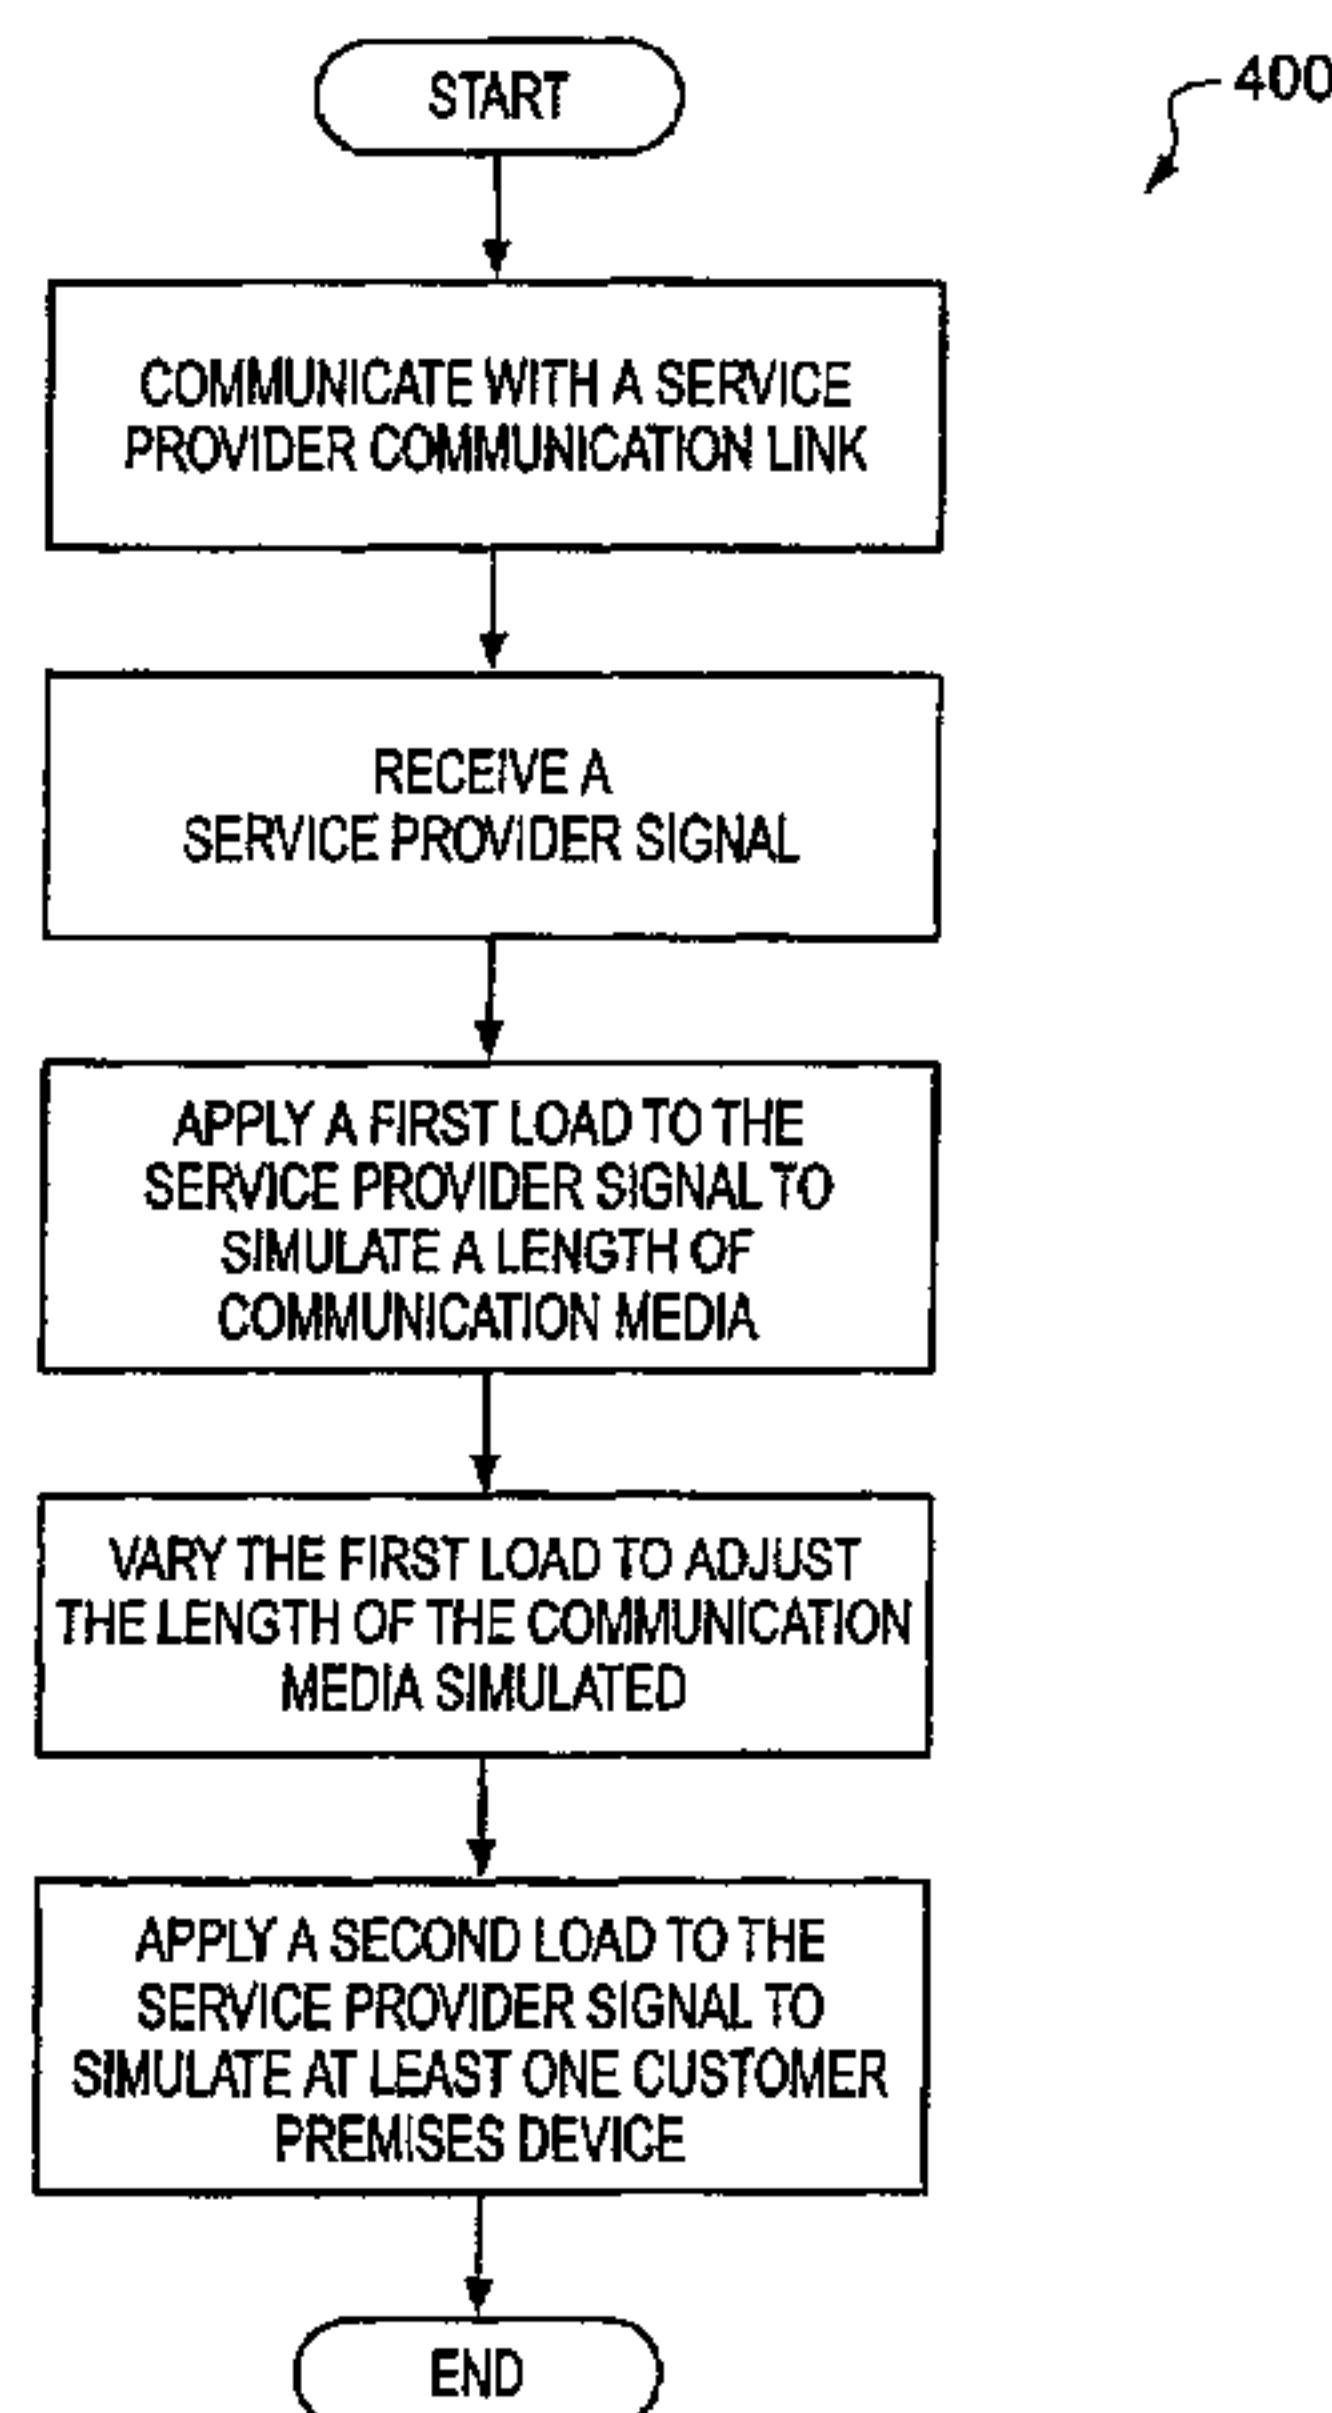 START
400
COMMUNICATE WITH A SERVICE
PROVIDER COMMUNICATION LINK
RECEIVE A
SERVICE PROVIDER SIGNAL
APPLY A FIRST LOAD TO THE
SERVICE PROVIDER SIGNAL TO
SIMULATE A LENGTH OF
COMMUNICATION MEDIA
VARY THE FIRST LOAD TO ADJUST
THE LENGTH OF THE COMMUNICATION
MEDIA SIMULATED
APPLY A SECOND LOAD TO THE
SERVICE PROVIDER SIGNAL TO
SIMULATE AT LEAST ONE CUSTOMER
PREMISES DEVICE
END